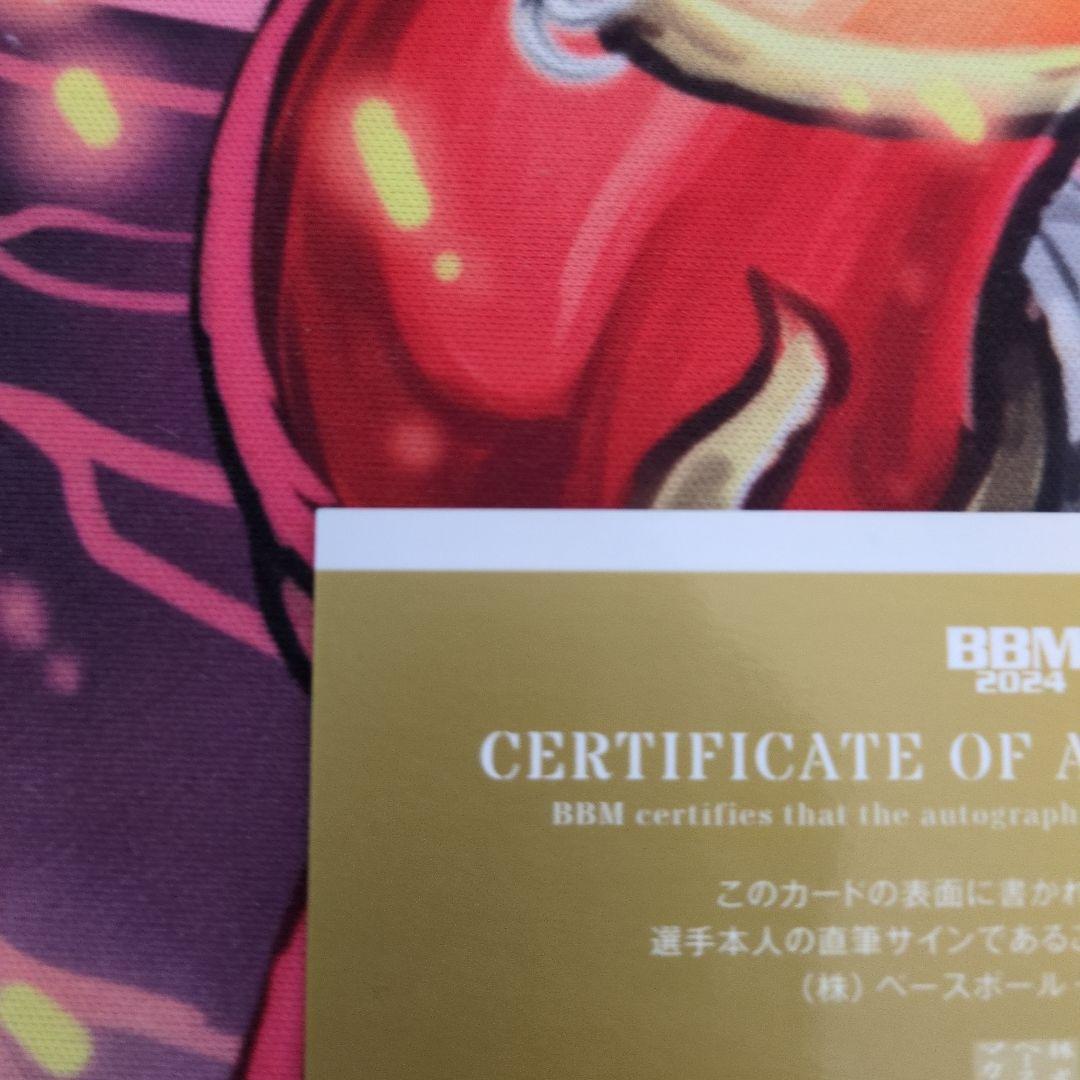 BBM
2024
CERTIFICATE OF
BBM certifies that the autograph
このカードの表面に書か
選手本人の直筆サインであるこ
(株) ベースボール・